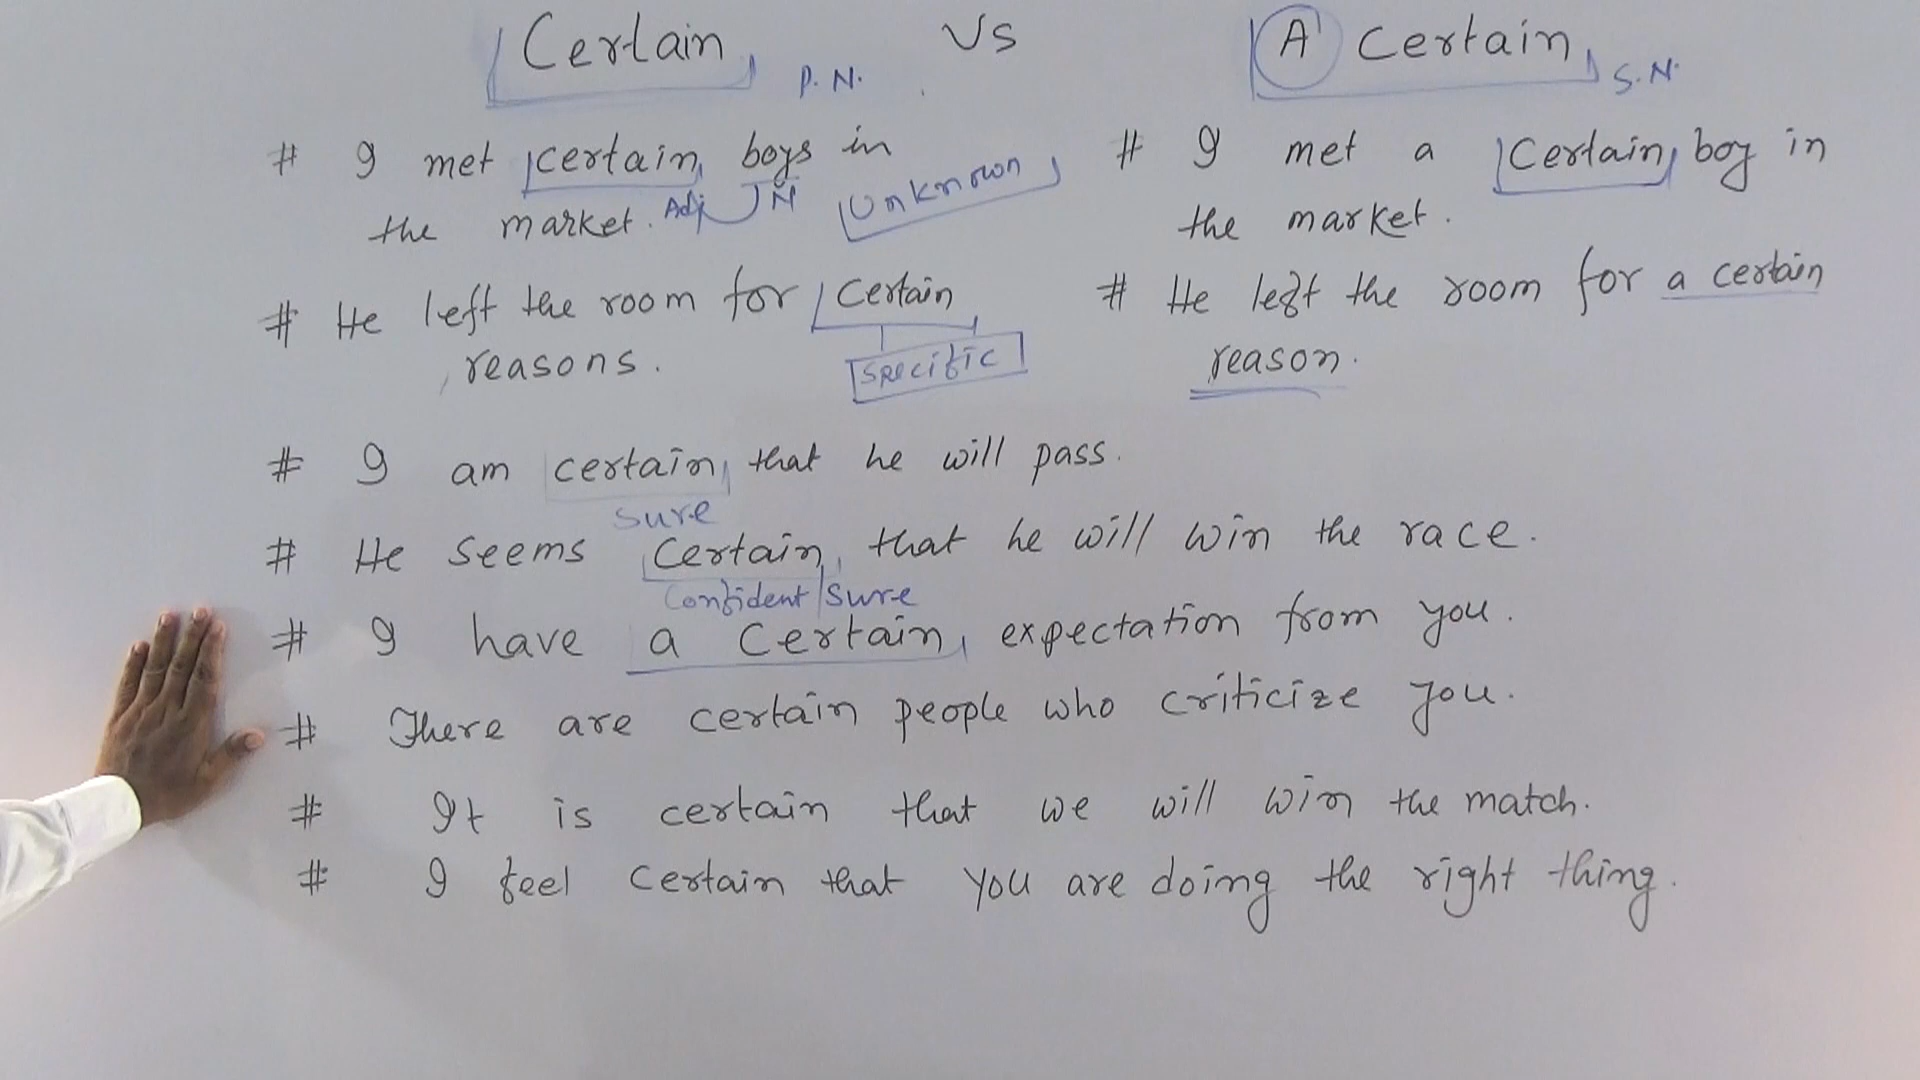 Certain Vs A Certain
P. N. S. N.
# I met certain boys in
the market. Adj N Unknown
# I met a Certain boy in
the market.
# He left the room for Certain
reasons. Specific
# He left the room for a certain
reason.
# I am certain that he will pass.
Sure
# He seems Certain that he will win the race.
Confident/Sure
# I have a Certain expectation from you.
# There are certain people who criticize you.
# It is certain that we will win the match.
# I feel certain that you are doing the right thing.